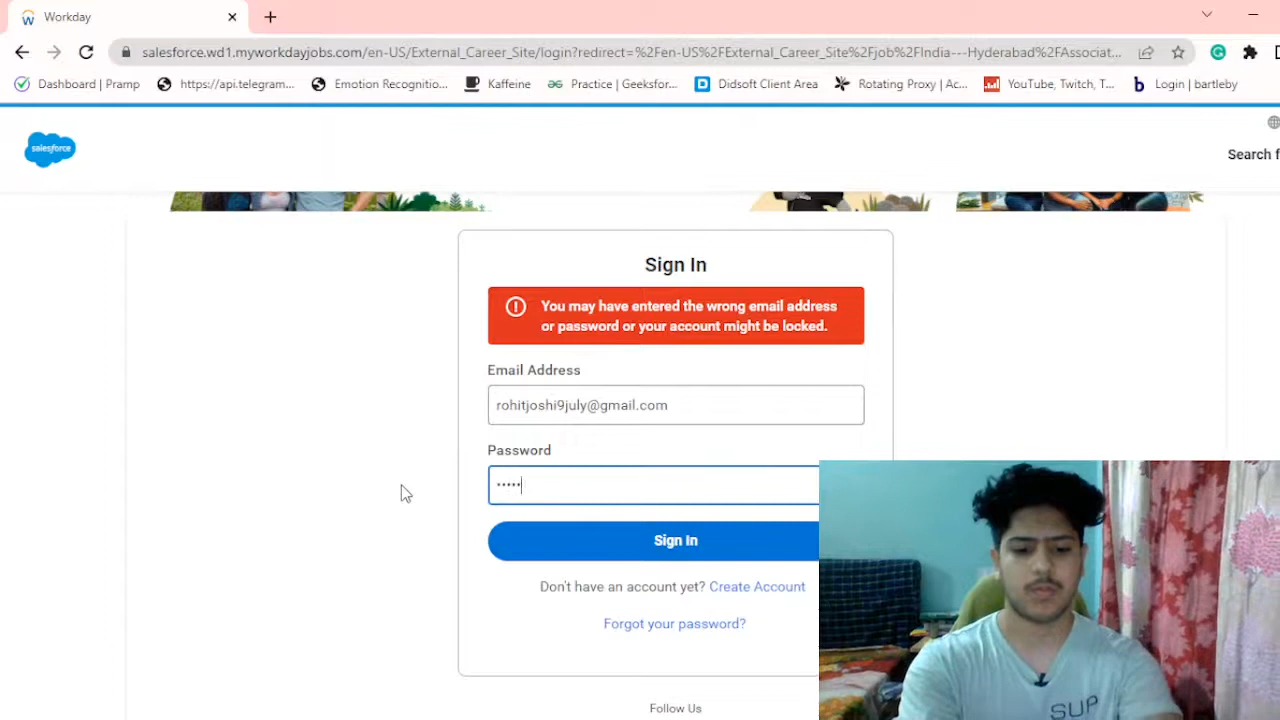 Workday
salesforce.wd1.myworkdayjobs.com/en-US/External_Career_Site/login?redirect=%2Fen-US%2FExternal_Career_Site%2Fjob%2FIndia---Hyderabad%2FAssociat...
Dashboard | Pramp https://api.telegram... Emotion Recognitio... Kaffeine Practice | Geeksfor... Didsoft Client Area Rotating Proxy | Ac... YouTube, Twitch, T... Login | bartleby
salesforce
Search f
Sign In
You may have entered the wrong email address
or password or your account might be locked.
Email Address
rohitjoshi9july@gmail.com
Password
•••••
Sign In
Don't have an account yet? Create Account
Forgot your password?
Follow Us
SUP